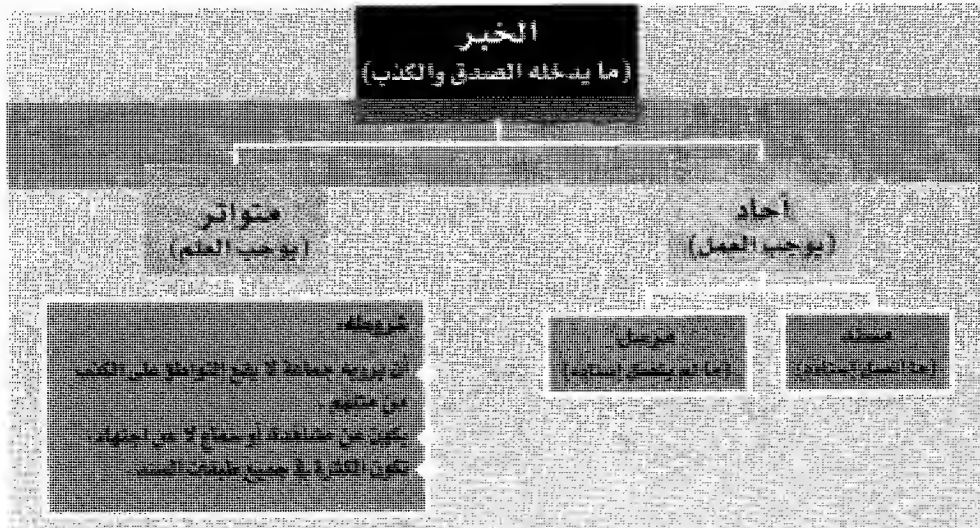 الخبر
(ما يدخله الصدق والكذب)
آحاد
(يوجب العمل)
متواتر
(يوجب العلم)
مسند
(ما اتصل إسناده)
مرسل
(ما لم يتصل إسناده)
شروطه:
أن يرويه جماعة لا يقع التواطؤ على الكذب
من مثلهم.
يكون عن مشاهدة أو سماع لا عن اجتهاد.
تكون الكثرة في جميع طبقات السند.